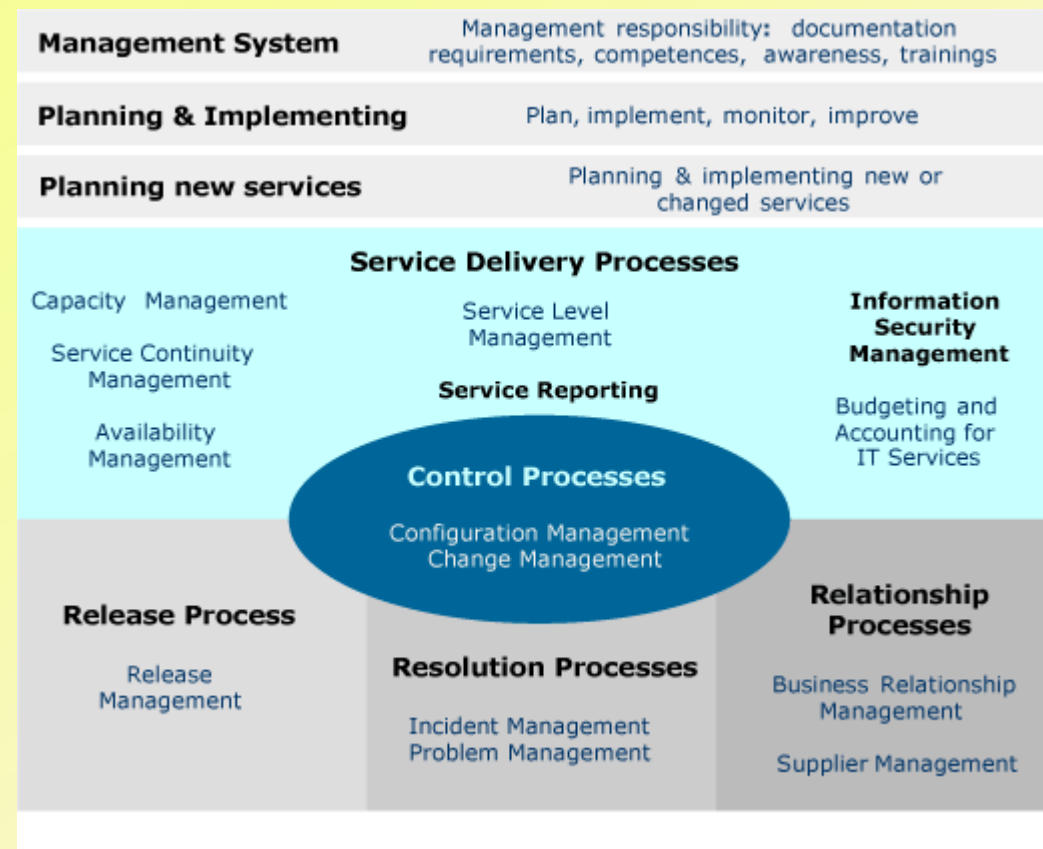 Management System
Management responsibility: documentation
requirements, competences, awareness, trainings
Planning & Implementing
Plan, implement, monitor, improve
Planning new services
Planning & implementing new or
changed services
Service Delivery Processes
Capacity Management
Service Continuity
Management
Availability
Management
Service Level
Management
Service Reporting
Information
Security
Management
Budgeting and
Accounting for
IT Services
Control Processes
Configuration Management
Change Management
Release Process
Release
Management
Resolution Processes
Incident Management
Problem Management
Relationship
Processes
Business Relationship
Management
Supplier Management